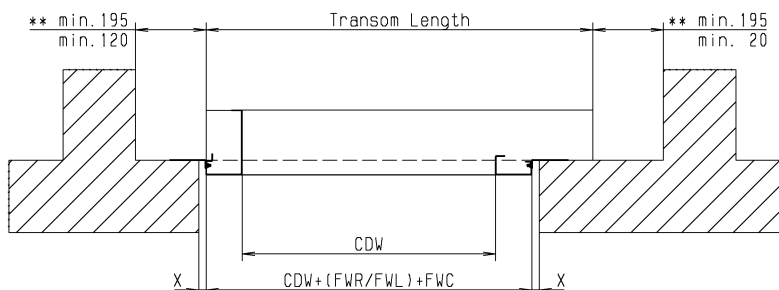 ** min.195
min.120
Transom Length
** min.195
min. 20
CDW
X
CDW+(FWR/FWL)+FWC
X